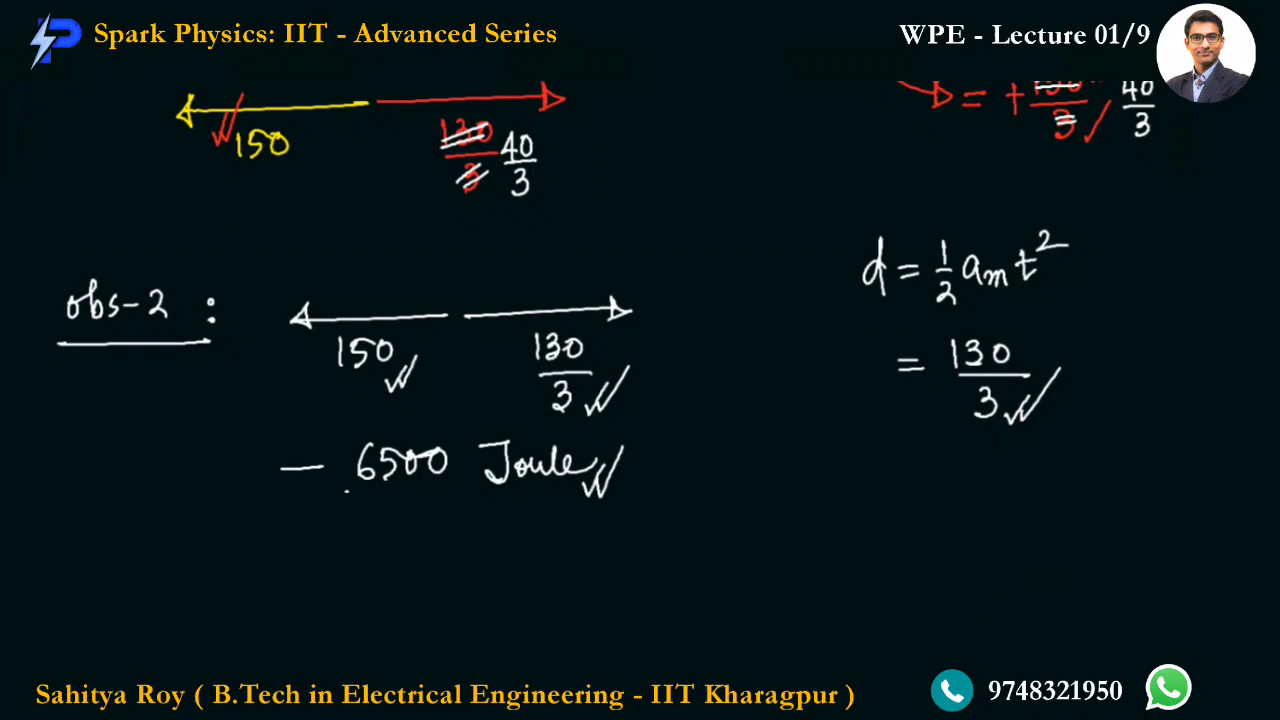 Spark Physics: IIT - Advanced Series
WPE - Lecture 01/9
150
130/3 40/3
= + 130/3 40/3
d = 1/2 a_m t^2
= 130/3
obs-2 :
150
130/3
- 6500 Joule
Sahitya Roy ( B.Tech in Electrical Engineering - IIT Kharagpur )
9748321950